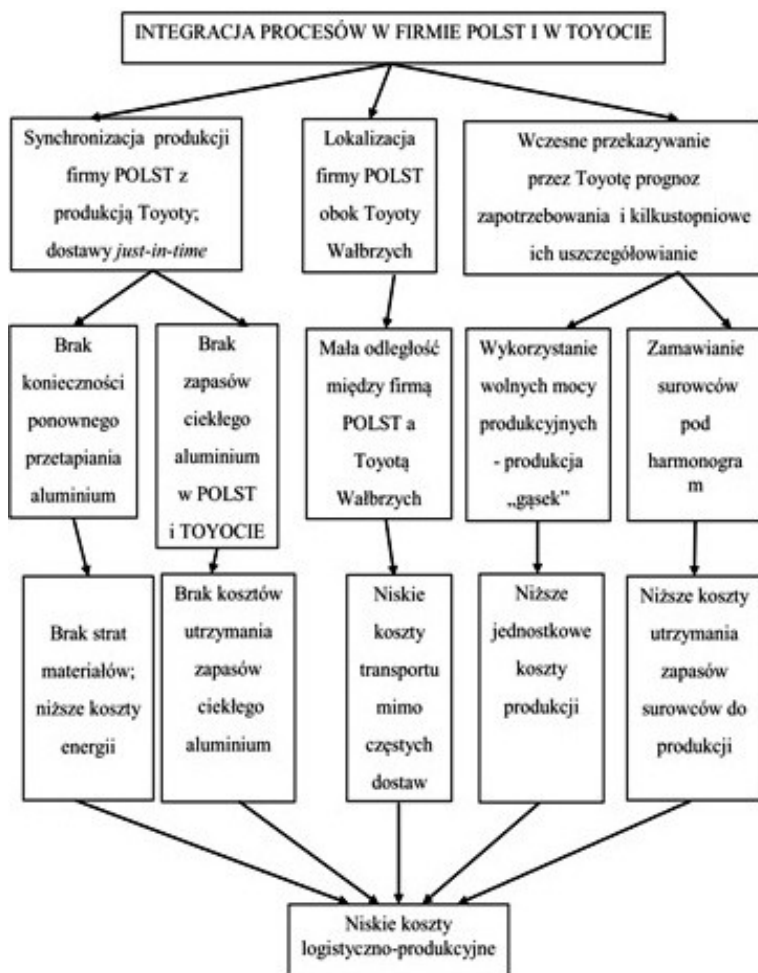 INTEGRACJA PROCESÓW W FIRMIE POLST I W TOYOCIE
Synchronizacja produkcji
firmy POLST z
produkcją Toyoty;
dostawy just-in-time
Lokalizacja
firmy POLST
obok Toyoty
Wałbrzych
Wczesne przekazywanie
przez Toyotę prognoz
zapotrzebowania i kilkustopniowe
ich uszczegółowianie
Brak
konieczności
ponownego
przetapiania
aluminium
Brak
zapasów
ciekłego
aluminium
w POLST
i TOYOCIE
Mała odległość
między firmą
POLST a
Toyotą
Wałbrzych
Wykorzystanie
wolnych mocy
produkcyjnych
- produkcja
„gąsek”
Zamawianie
surowców
pod
harmonogra
m
Brak strat
materiałów;
niższe koszty
energii
Brak kosztów
utrzymania
zapasów
ciekłego
aluminium
Niskie
koszty
transportu
mimo
częstych
dostaw
Niższe
jednostkowe
koszty
produkcji
Niższe koszty
utrzymania
zapasów
surowców do
produkcji
Niskie koszty
logistyczno-produkcyjne